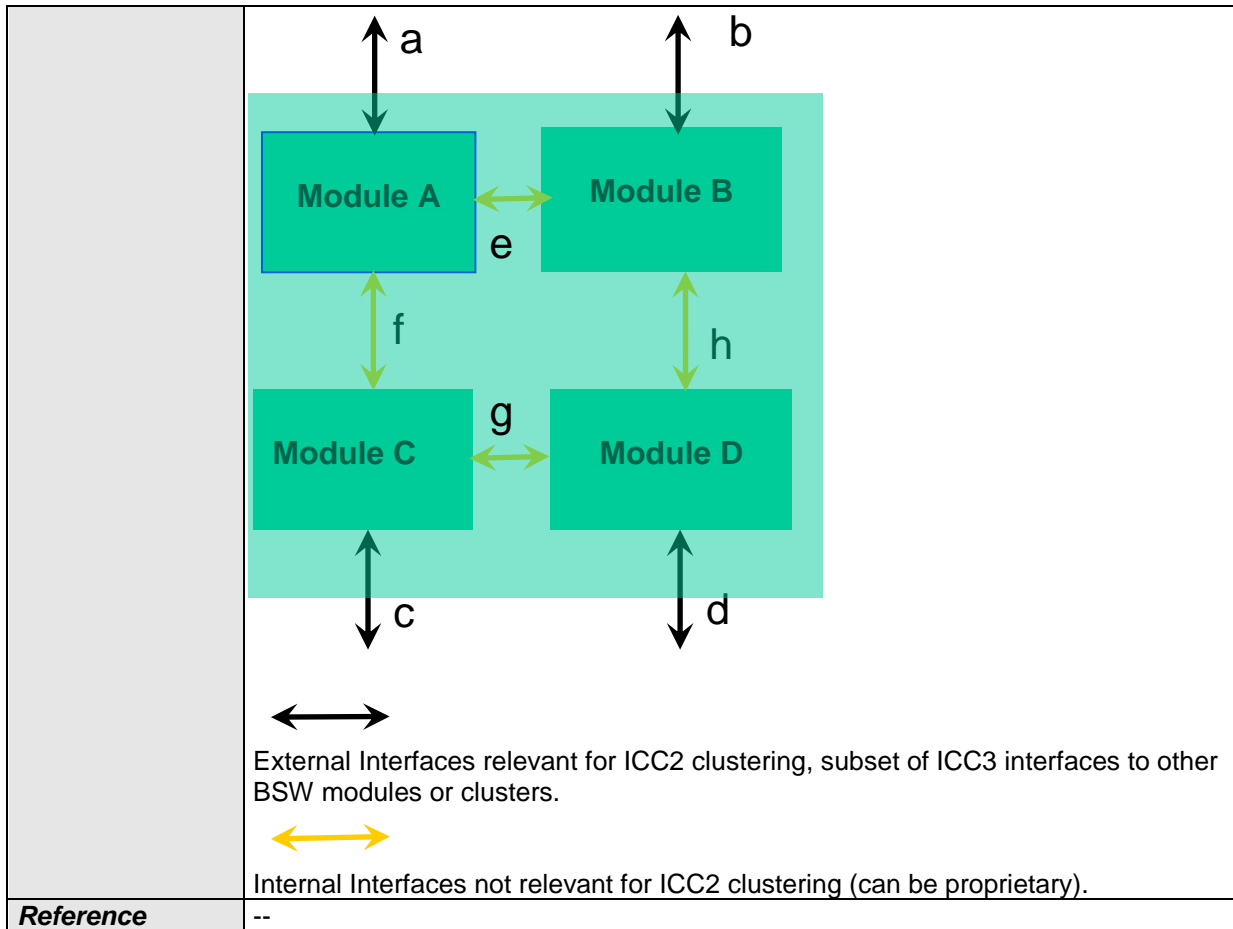 a
b
Module A
Module B
e
f
h
g
Module C
Module D
c
d
External Interfaces relevant for ICC2 clustering, subset of ICC3 interfaces to other
BSW modules or clusters.
Internal Interfaces not relevant for ICC2 clustering (can be proprietary).
Reference
--